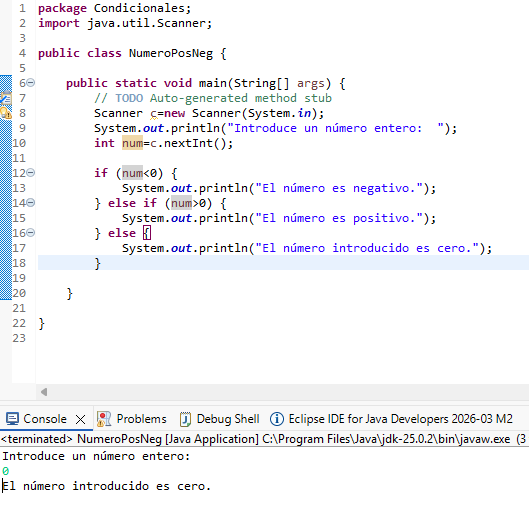 1 package Condicionales;
2 import java.util.Scanner;
3
4 public class NumeroPosNeg {
5
6 public static void main(String[] args) {
7 // TODO Auto-generated method stub
8 Scanner c=new Scanner(System.in);
9 System.out.println("Introduce un número entero:  ");
10 int num=c.nextInt();
11
12 if (num<0) {
13 System.out.println("El número es negativo.");
14 } else if (num>0) {
15 System.out.println("El número es positivo.");
16 } else {
17 System.out.println("El número introducido es cero.");
18 }
19
20 }
21
22 }
23
Console Problems Debug Shell Eclipse IDE for Java Developers 2026-03 M2
<terminated> NumeroPosNeg [Java Application] C:\Program Files\Java\jdk-25.0.2\bin\javaw.exe (3
Introduce un número entero:
0
El número introducido es cero.